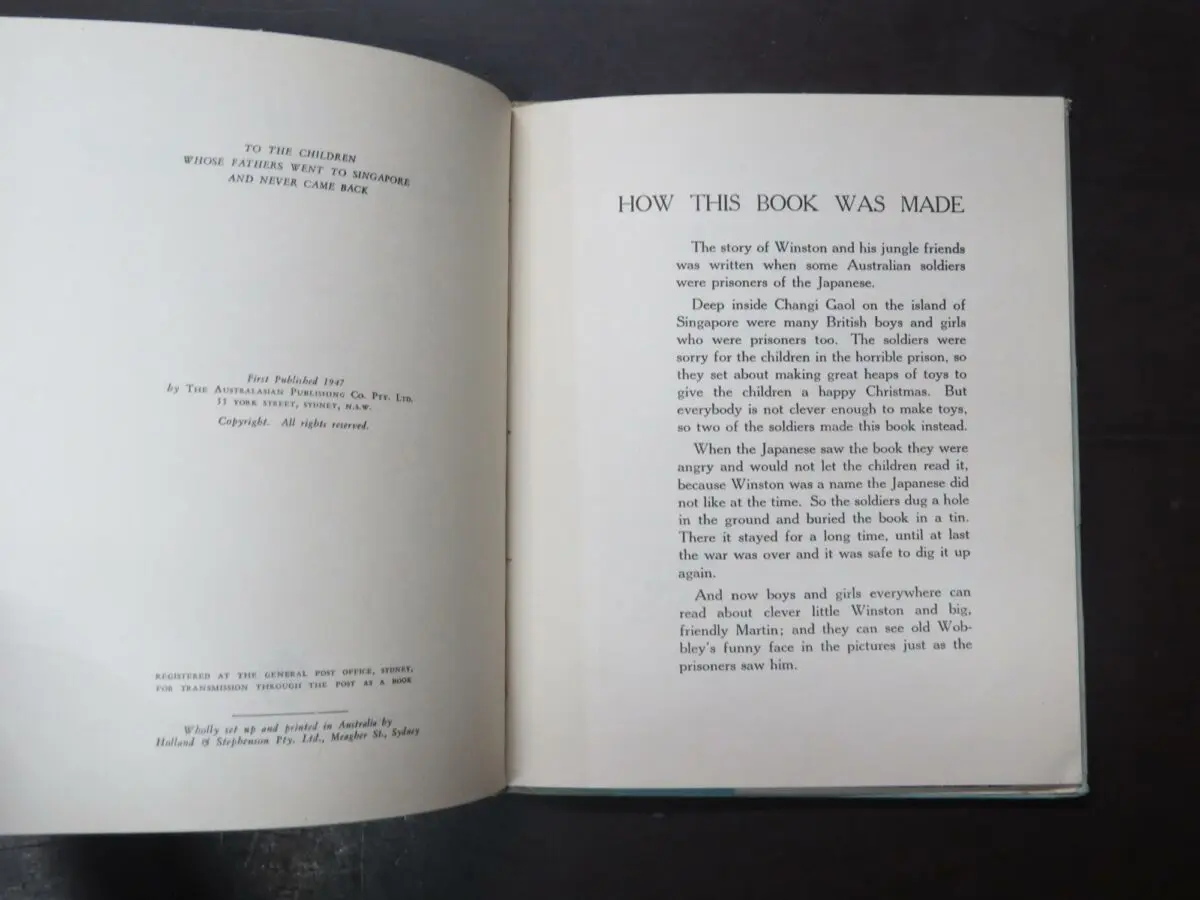 TO THE CHILDREN
WHOSE FATHERS WENT TO SINGAPORE
AND NEVER CAME BACK
First Published 1947
by THE AUSTRALASIAN PUBLISHING CO. PTY. LTD.
55 YORK STREET, SYDNEY, N.S.W.
Copyright. All rights reserved.
REGISTERED AT THE GENERAL POST OFFICE, SYDNEY,
FOR TRANSMISSION THROUGH THE POST AS A BOOK
Wholly set up and printed in Australia by
Holland & Stephenson Pty. Ltd., Meagher St., Sydney
HOW THIS BOOK WAS MADE
The story of Winston and his jungle friends
was written when some Australian soldiers
were prisoners of the Japanese.
Deep inside Changi Gaol on the island of
Singapore were many British boys and girls
who were prisoners too. The soldiers were
sorry for the children in the horrible prison, so
they set about making great heaps of toys to
give the children a happy Christmas. But
everybody is not clever enough to make toys,
so two of the soldiers made this book instead.
When the Japanese saw the book they were
angry and would not let the children read it,
because Winston was a name the Japanese did
not like at the time. So the soldiers dug a hole
in the ground and buried the book in a tin.
There it stayed for a long time, until at last
the war was over and it was safe to dig it up
again.
And now boys and girls everywhere can
read about clever little Winston and big,
friendly Martin; and they can see old Wob-
bley's funny face in the pictures just as the
prisoners saw him.